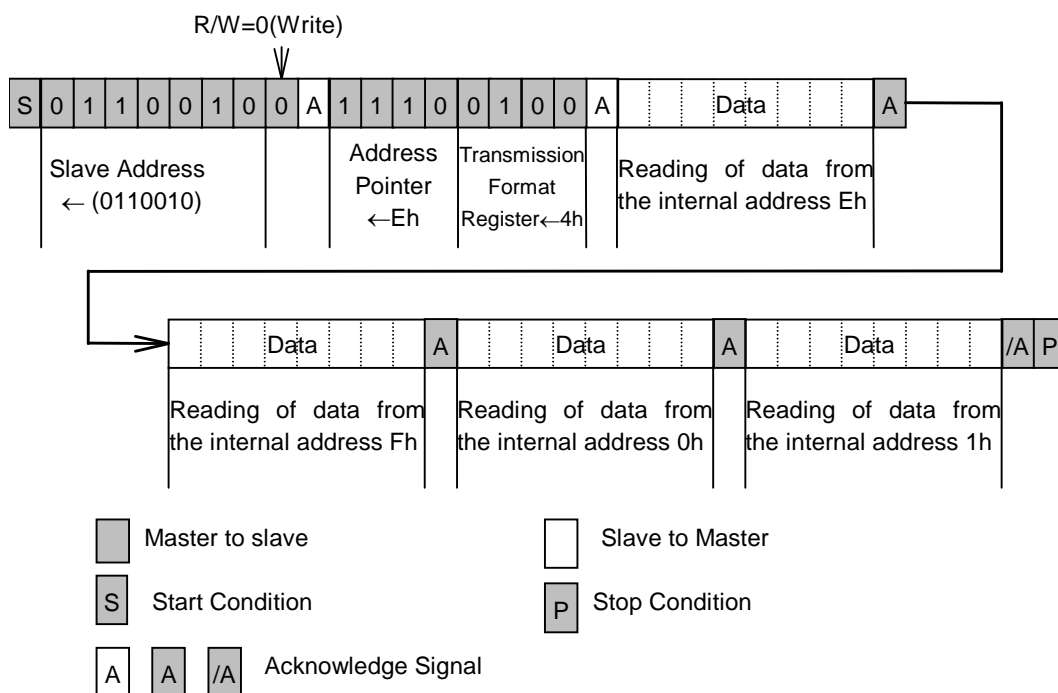 R/W=0(Write)
S 0 1 1 0 0 1 0 0 A 1 1 1 0 0 1 0 0 A Data A
Slave Address
← (0110010)
Address
Pointer
←Eh
Transmission
Format
Register←4h
Reading of data from
the internal address Eh
Data A Data A Data /A P
Reading of data from
the internal address Fh
Reading of data from
the internal address 0h
Reading of data from
the internal address 1h
Master to slave
Slave to Master
S Start Condition
P Stop Condition
A A /A Acknowledge Signal